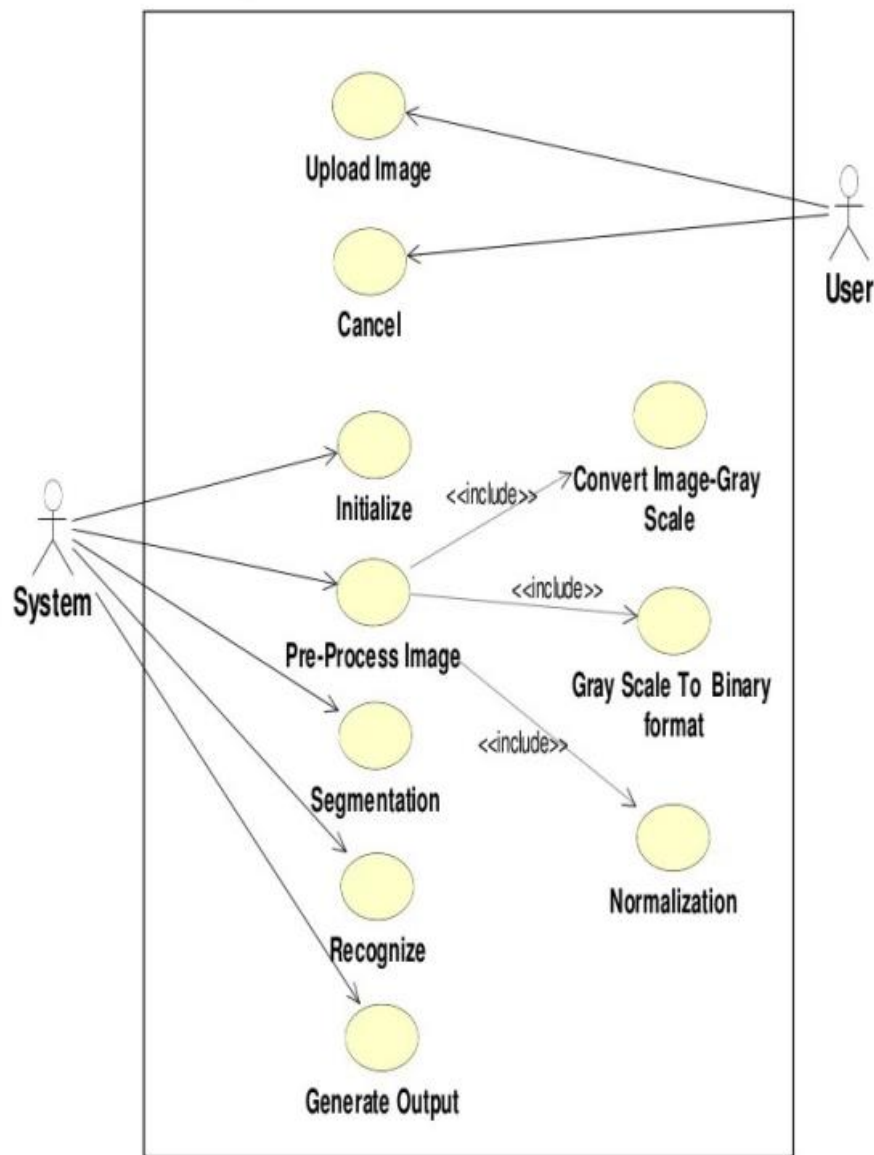 Upload Image
User
Cancel
<<include>>
Convert Image-Gray
Scale
Initialize
System
<<include>>
Pre-Process Image
Gray Scale To Binary
format
<<include>>
Segmentation
Normalization
Recognize
Generate Output